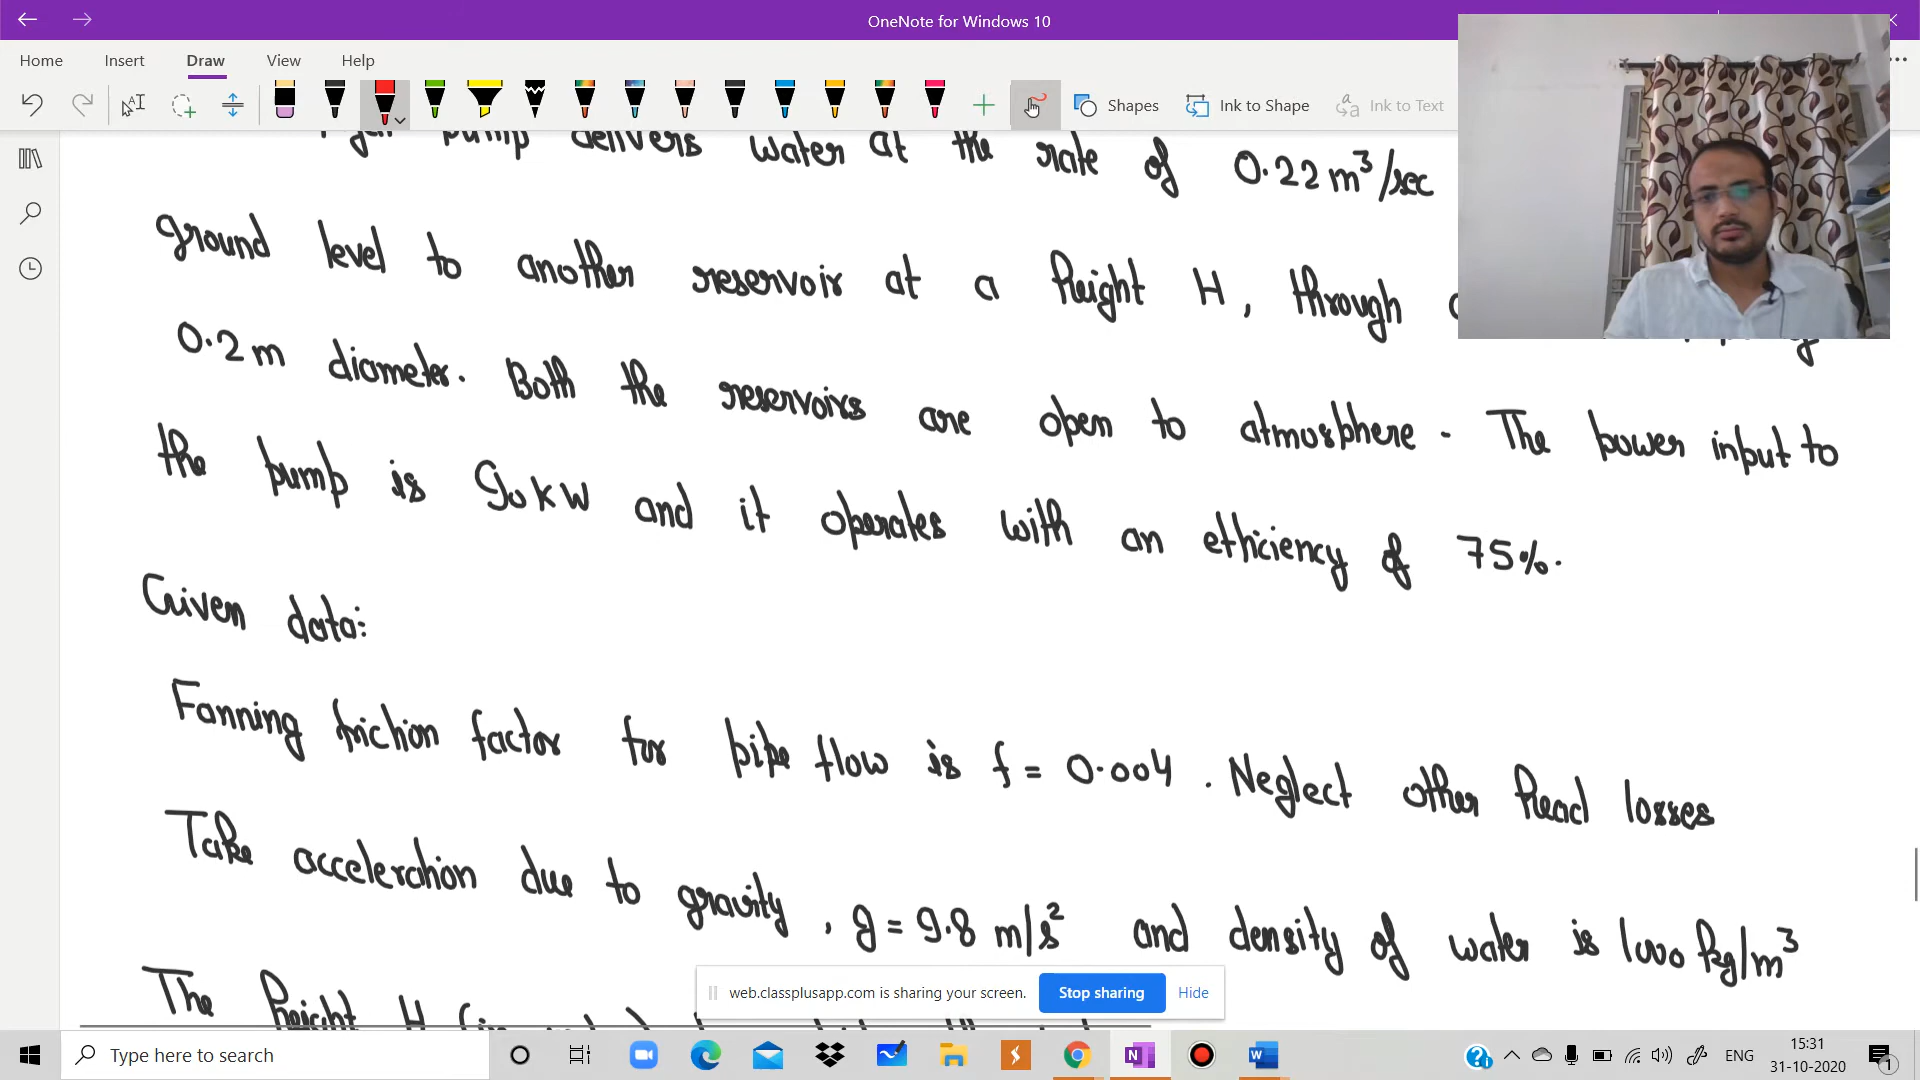 OneNote for Windows 10
Home Insert Draw View Help
Shapes Ink to Shape Ink to Text
pump delivers water at the rate of 0.22 m³/sec
ground level to another reservoir at a height H, through
0.2 m diameter. Both the reservoirs are open to atmosphere. The power input to
the pump is 90 kW and it operates with an efficiency of 75%.
Given data:
Fanning friction factor for pipe flow is f = 0.004. Neglect other head losses
Take acceleration due to gravity, g = 9.8 m/s² and density of water is 1000 kg/m³
The height H
web.classplusapp.com is sharing your screen. Stop sharing Hide
Type here to search
ENG
15:31
31-10-2020
1